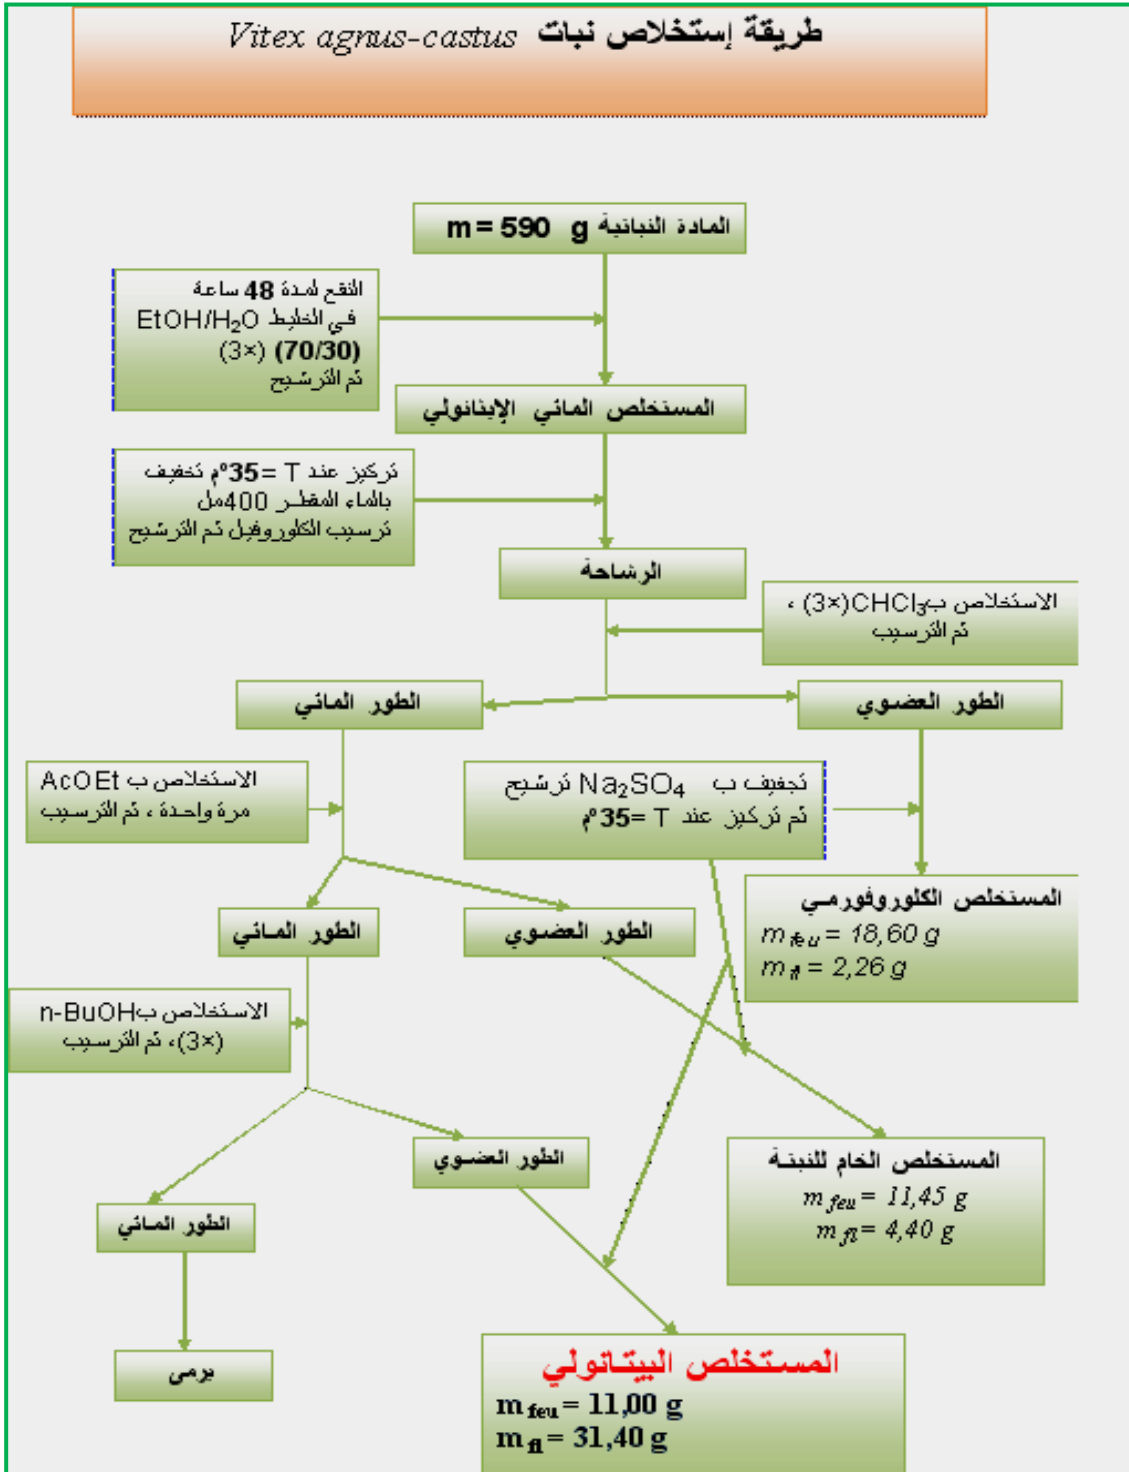 طريقة إستخلاص نبات Vitex agnus-castus
المادة النباتية m = 590 g
النقع لمدة 48 ساعة
في الخليط EtOH/H₂O
(70/30) (3×)
ثم الترشيح
المستخلص المائي الإيثانولي
تركيز عند T =35°م تخفيف
بالماء المقطر 400مل
ترسيب الكلوروفيل ثم الترشيح
الرشاحة
الاستخلاص بCHCl₃(3×) ،
ثم الترسيب
الطور العضوي
الطور المائي
الاستخلاص ب AcOEt
مرة واحدة ، ثم الترسيب
تجفيف ب Na₂SO₄ ترشيح
ثم تركيز عند T =35°م
المستخلص الكلوروفورمي
m feu = 18,60 g
m fl = 2,26 g
الطور العضوي
الطور المائي
الاستخلاص بn-BuOH
(3×)، ثم الترسيب
الطور العضوي
المستخلص الخام للنبتة
m feu = 11,45 g
m fl = 4,40 g
الطور المائي
يرمى
المستخلص البيتانولي
m feu = 11,00 g
m fl = 31,40 g